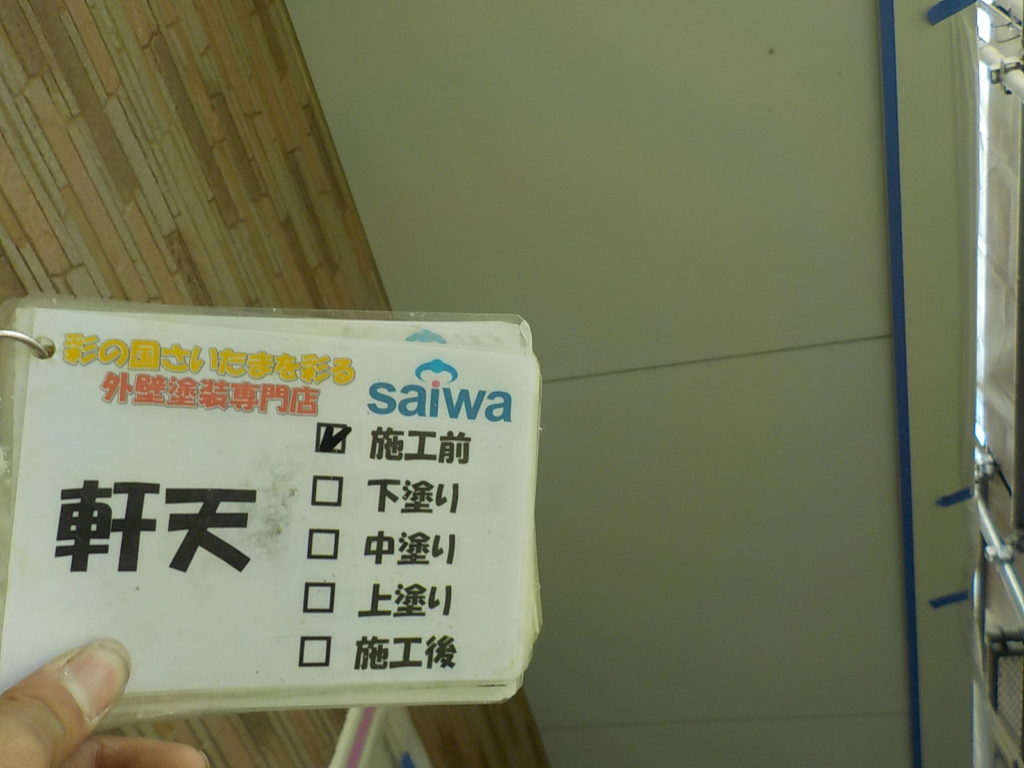 彩の国さいたまを彩る
外壁塗装専門店
saiwa
軒天
☑ 施工前
☐ 下塗り
☐ 中塗り
☐ 上塗り
☐ 施工後